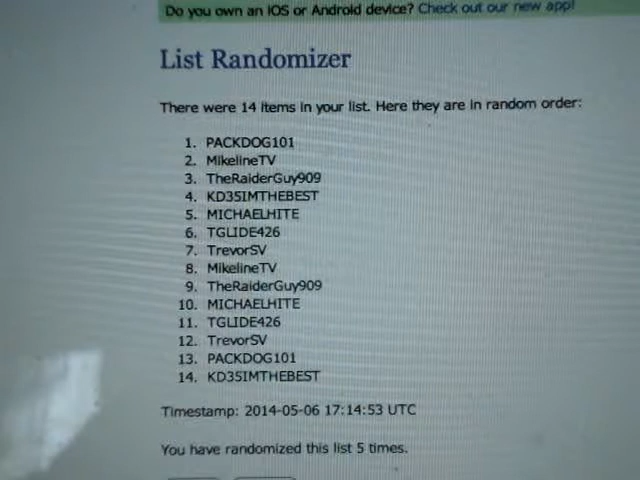 Do you own an iOS or Android device? Check out our new app!
List Randomizer
There were 14 items in your list. Here they are in random order:
1. PACKDOG101
2. MikelineTV
3. TheRaiderGuy909
4. KD35IMTHEBEST
5. MICHAELHITE
6. TGLIDE426
7. TrevorSV
8. MikelineTV
9. TheRaiderGuy909
10. MICHAELHITE
11. TGLIDE426
12. TrevorSV
13. PACKDOG101
14. KD35IMTHEBEST
Timestamp: 2014-05-06 17:14:53 UTC
You have randomized this list 5 times.